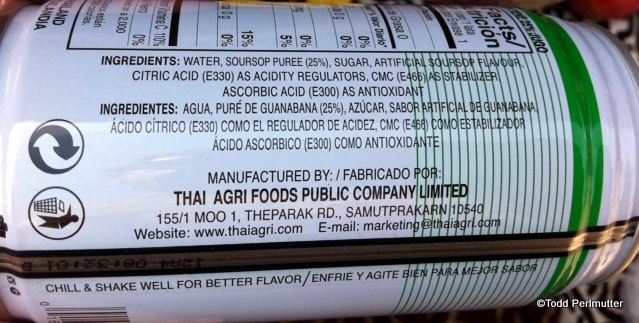 INGREDIENTS: WATER, SOURSOP PUREE (25%), SUGAR, ARTIFICIAL SOURSOP FLAVOUR,
CITRIC ACID (E330) AS ACIDITY REGULATORS, CMC (E466) AS STABILIZER
ASCORBIC ACID (E300) AS ANTIOXIDANT
INGREDIENTES: AGUA, PURÉ DE GUANABANA (25%), AZÚCAR, SABOR ARTIFICAL DE GUANABANA,
ÁCIDO CÍTRICO (E330) COMO EL REGULADOR DE ACIDEZ, CMC (E466) COMO ESTABILIZADOR
ÁCIDO ASCORBICO (E300) COMO ANTIOXIDANTE
MANUFACTURED BY: / FABRICADO POR:
THAI AGRI FOODS PUBLIC COMPANY LIMITED
155/1 MOO 1, THEPARAK RD., SAMUTPRAKARN 10540
Website: www.thaiagri.com E-mail: marketing@thaiagri.com
CHILL & SHAKE WELL FOR BETTER FLAVOR / ENFRIE Y AGITE BIEN PARA MEJOR SABOR
©Todd Perlmutter